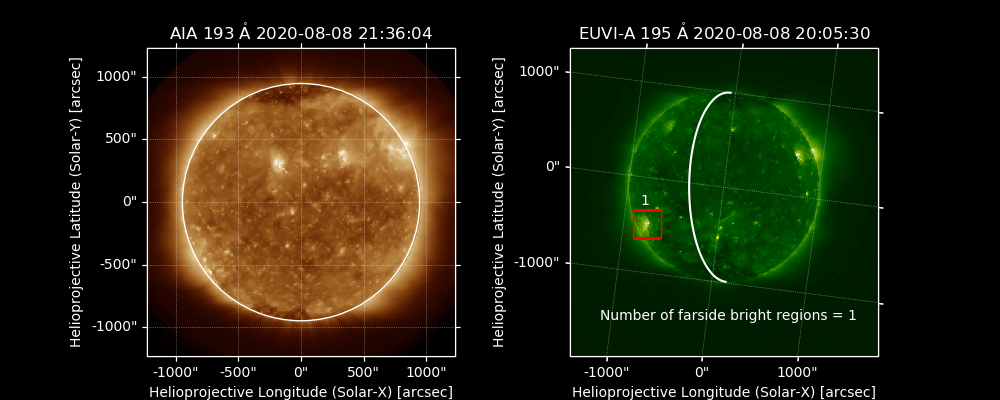 AIA 193 Å 2020-08-08 21:36:04
Helioprojective Latitude (Solar-Y) [arcsec]
1000"
500"
0"
-500"
-1000"
-1000"
-500"
0"
500"
1000"
Helioprojective Longitude (Solar-X) [arcsec]
EUVI-A 195 Å 2020-08-08 20:05:30
Helioprojective Latitude (Solar-Y) [arcsec]
1000"
0"
-1000"
1
Number of farside bright regions = 1
-1000"
0"
1000"
Helioprojective Longitude (Solar-X) [arcsec]